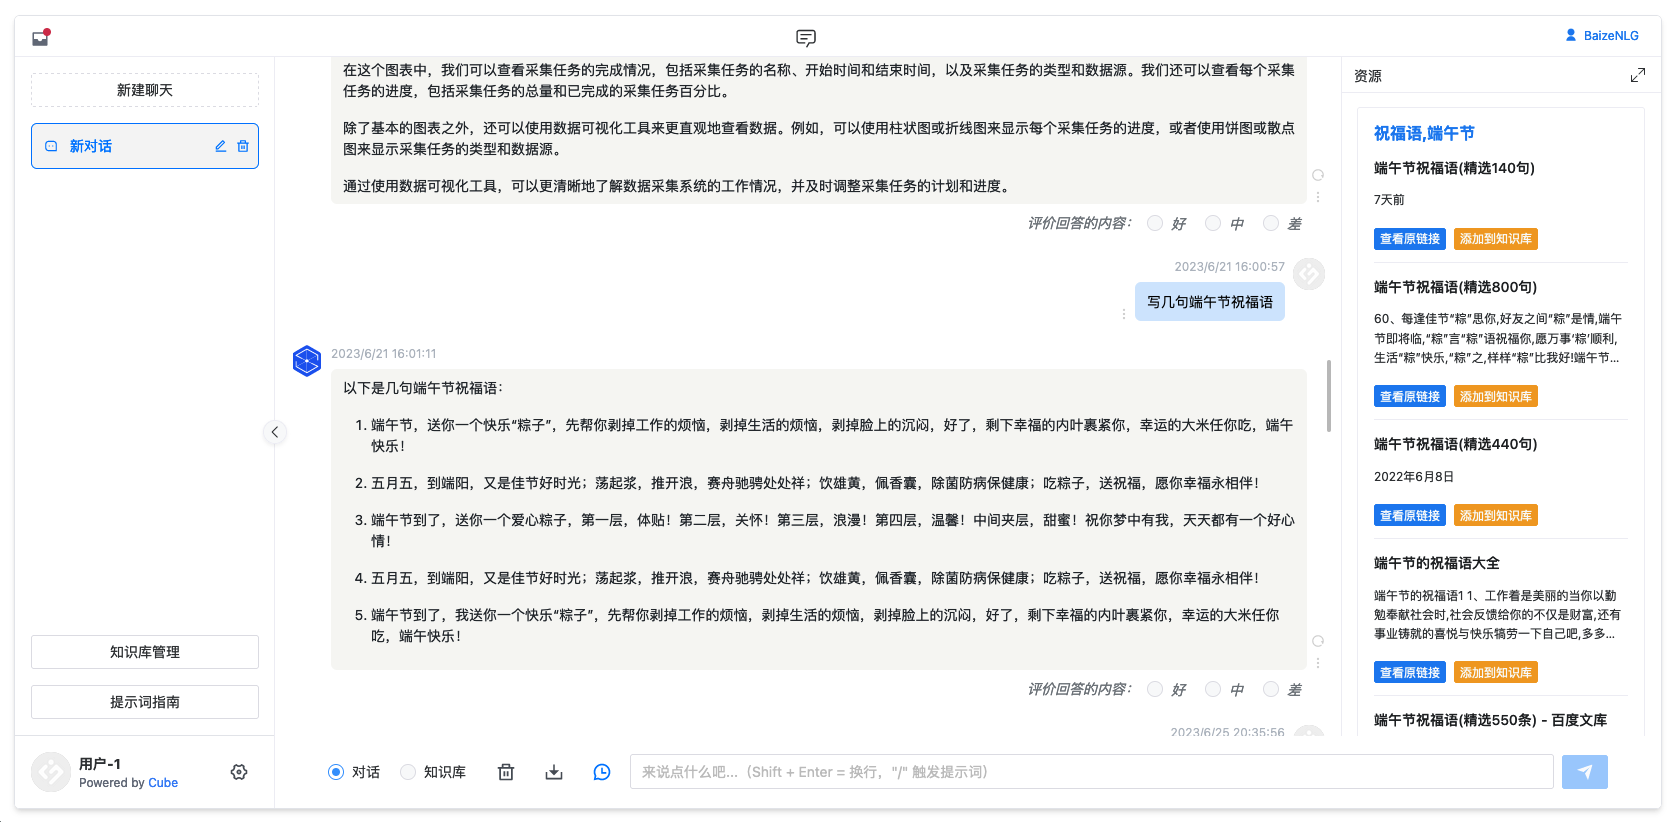 BaizeNLG
新建聊天
新对话
知识库管理
提示词指南
用户-1
Powered by Cube
在这个图表中，我们可以查看采集任务的完成情况，包括采集任务的名称、开始时间和结束时间，以及采集任务的类型和数据源。我们还可以查看每个采集
任务的进度，包括采集任务的总量和已完成的采集任务百分比。
除了基本的图表之外，还可以使用数据可视化工具来更直观地查看数据。例如，可以使用柱状图或折线图来显示每个采集任务的进度，或者使用饼图或散点
图来显示采集任务的类型和数据源。
通过使用数据可视化工具，可以更清晰地了解数据采集系统的工作情况，并及时调整采集任务的计划和进度。
评价回答的内容： 好 中 差
2023/6/21 16:00:57
写几句端午节祝福语
2023/6/21 16:01:11
以下是几句端午节祝福语：
1. 端午节，送你一个快乐“粽子”，先帮你剥掉工作的烦恼，剥掉生活的烦恼，剥掉脸上的沉闷，好了，剩下幸福的内叶裹紧你，幸运的大米任你吃，端午
快乐！
2. 五月五，到端阳，又是佳节好时光；荡起浆，推开浪，赛舟驰骋处处祥；饮雄黄，佩香囊，除菌防病保健康；吃粽子，送祝福，愿你幸福永相伴！
3. 端午节到了，送你一个爱心粽子，第一层，体贴！第二层，关怀！第三层，浪漫！第四层，温馨！中间夹层，甜蜜！祝你梦中有我，天天都有一个好心
情！
4. 五月五，到端阳，又是佳节好时光；荡起浆，推开浪，赛舟驰骋处处祥；饮雄黄，佩香囊，除菌防病保健康；吃粽子，送祝福，愿你幸福永相伴！
5. 端午节到了，我送你一个快乐“粽子”，先帮你剥掉工作的烦恼，剥掉生活的烦恼，剥掉脸上的沉闷，好了，剩下幸福的内叶裹紧你，幸运的大米任你
吃，端午快乐！
评价回答的内容： 好 中 差
2023/6/25 20:35:56
对话 知识库
来说点什么吧...（Shift + Enter = 换行，"/" 触发提示词）
资源
祝福语,端午节
端午节祝福语(精选140句)
7天前
查看原链接 添加到知识库
端午节祝福语(精选800句)
60、每逢佳节“粽”思你,好友之间“粽”是情,端午
节即将临,“粽”言“粽”语祝福你,愿万事‘粽’顺利,
生活“粽”快乐,“粽”之,样样“粽”比我好!端午节...
查看原链接 添加到知识库
端午节祝福语(精选440句)
2022年6月8日
查看原链接 添加到知识库
端午节的祝福语大全
端午节的祝福语1 1、工作着是美丽的当你以勤
勉奉献社会时,社会反馈给你的不仅是财富,还有
事业铸就的喜悦与快乐犒劳一下自己吧,多多...
查看原链接 添加到知识库
端午节祝福语(精选550条) - 百度文库